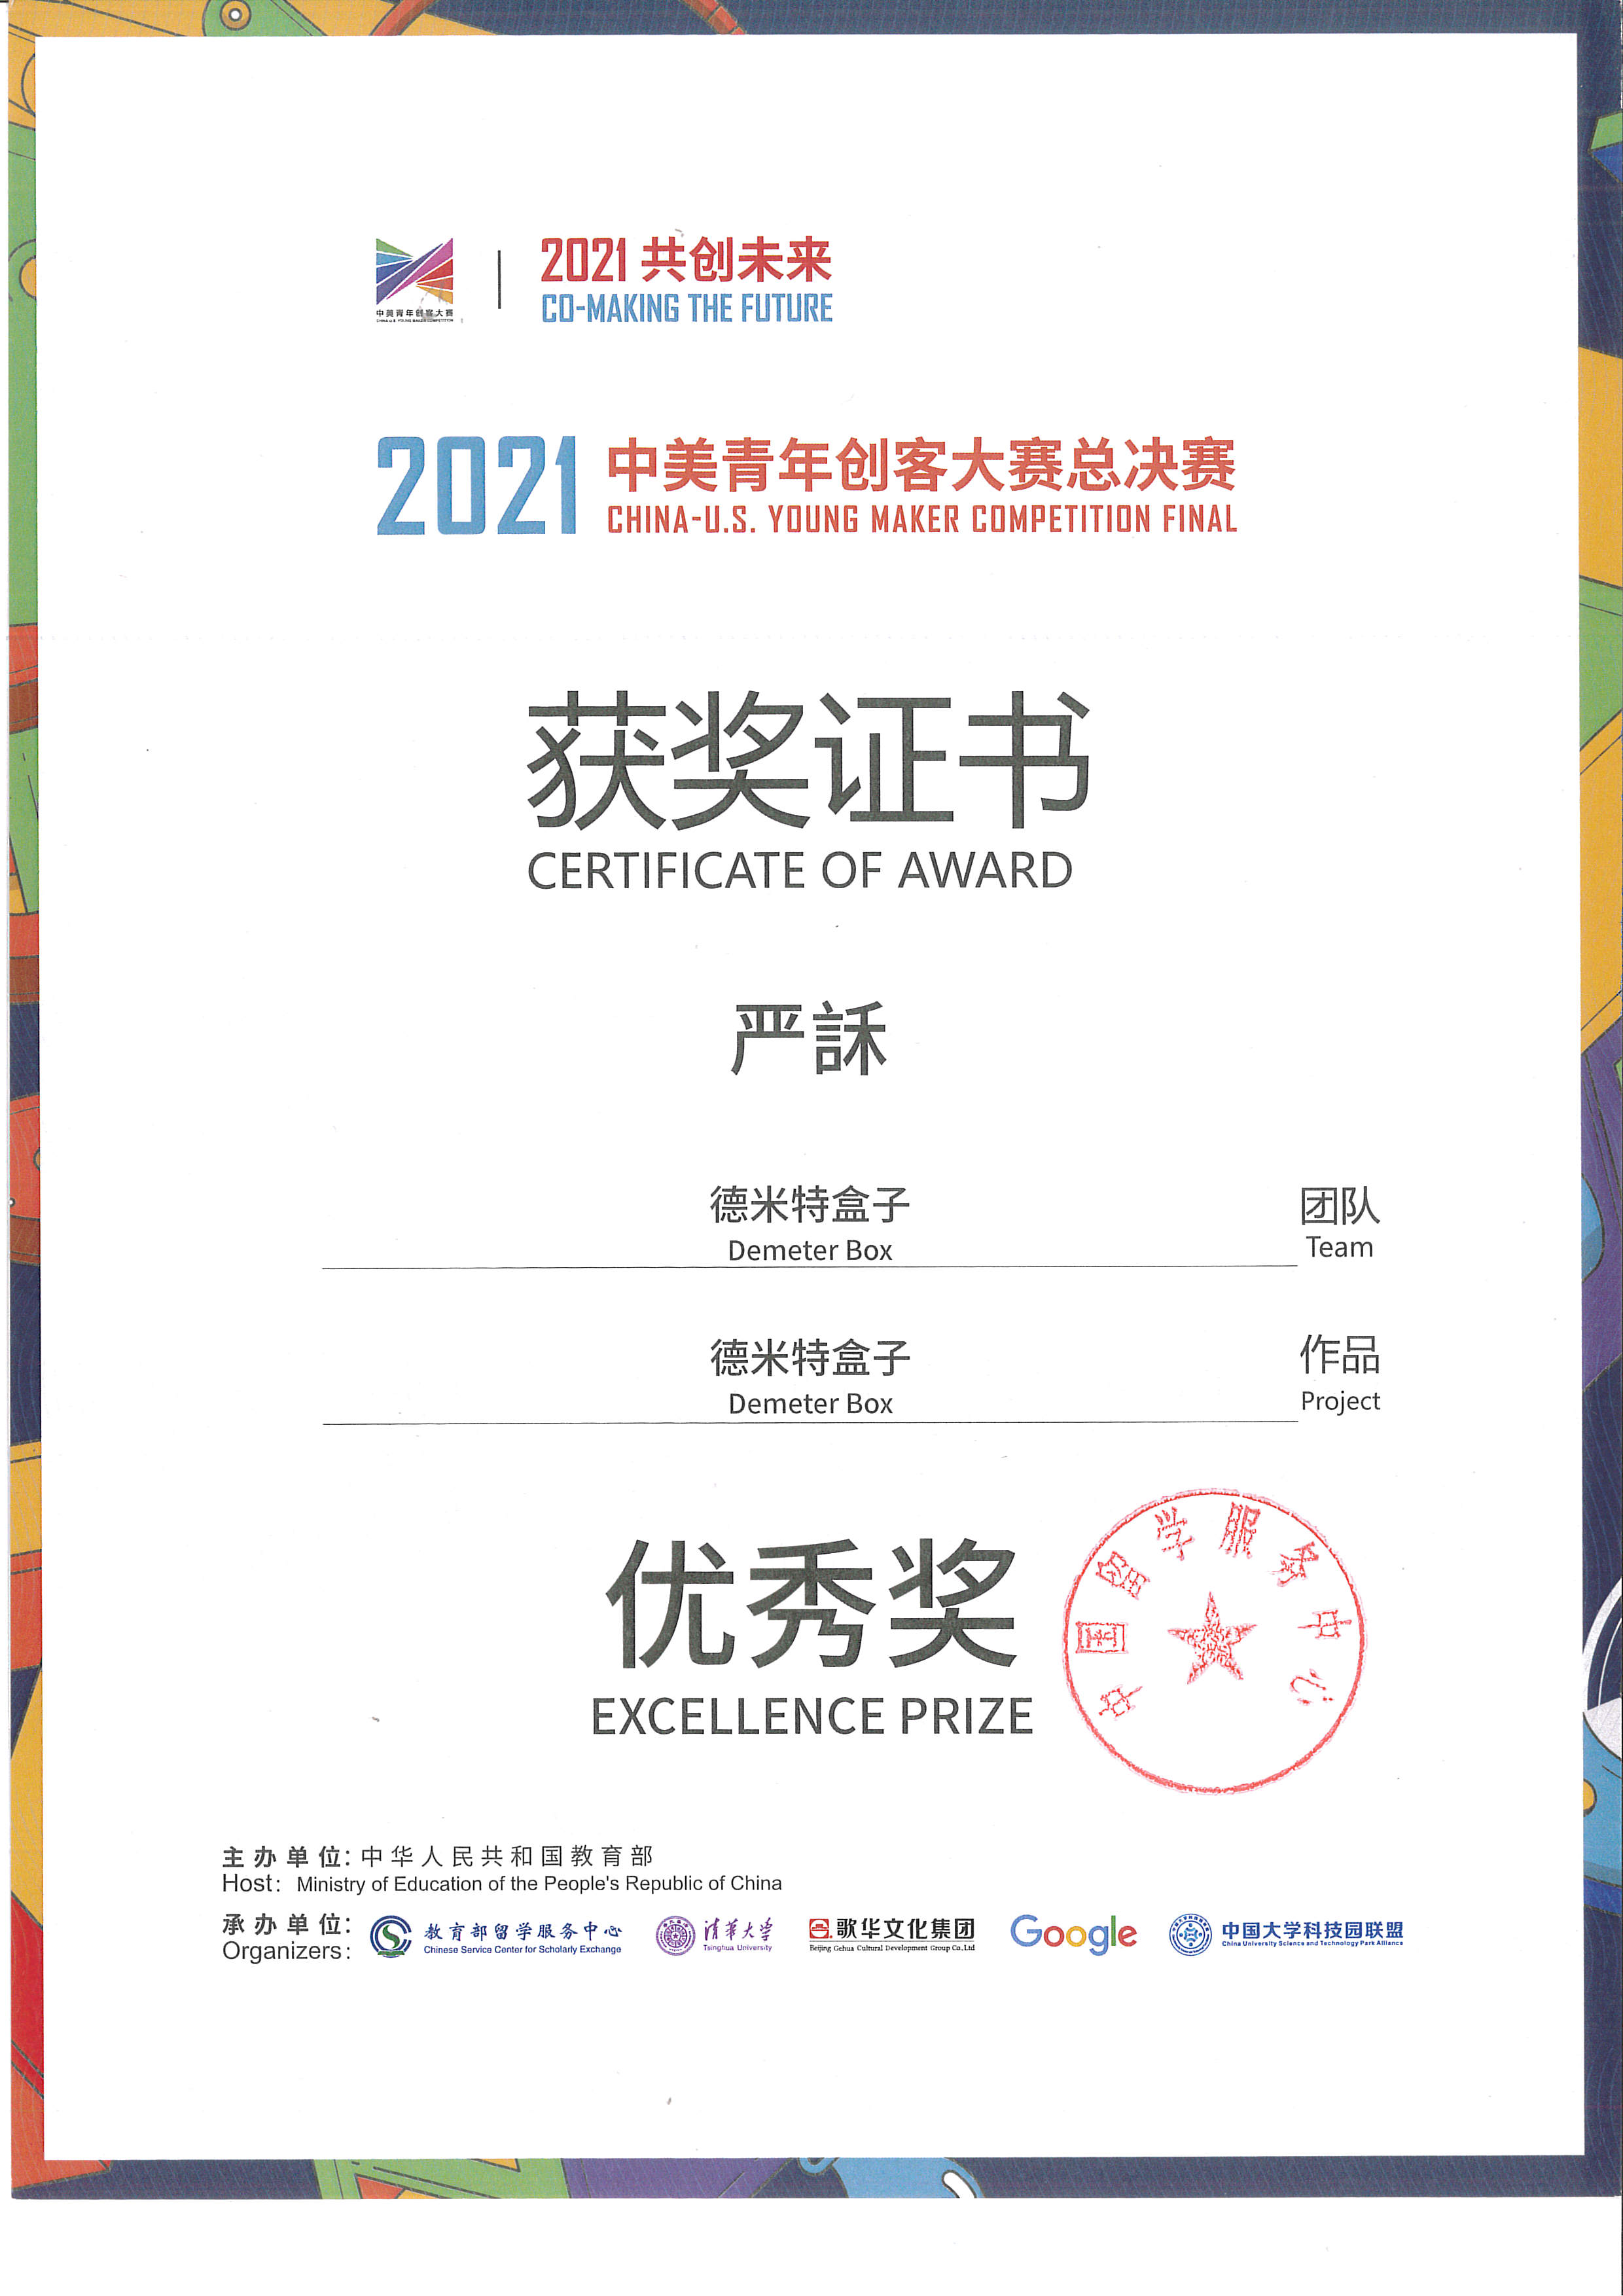 2021 共创未来
CO-MAKING THE FUTURE
中美青年创客大赛
CHINA-U.S. YOUNG MAKER COMPETITION
2021 中美青年创客大赛总决赛
CHINA-U.S. YOUNG MAKER COMPETITION FINAL
获奖证书
CERTIFICATE OF AWARD
严訸
德米特盒子 团队
Demeter Box Team
德米特盒子 作品
Demeter Box Project
优秀奖
EXCELLENCE PRIZE
中国留学服务中心
主办单位：中华人民共和国教育部
Host: Ministry of Education of the People's Republic of China
承办单位：
Organizers:
教育部留学服务中心
Chinese Service Center for Scholarly Exchange
清华大学
Tsinghua University
歌华文化集团
Beijing Gehua Cultural Development Group Co.,Ltd
Google
中国大学科技园联盟
China University Science and Technology Park Alliance